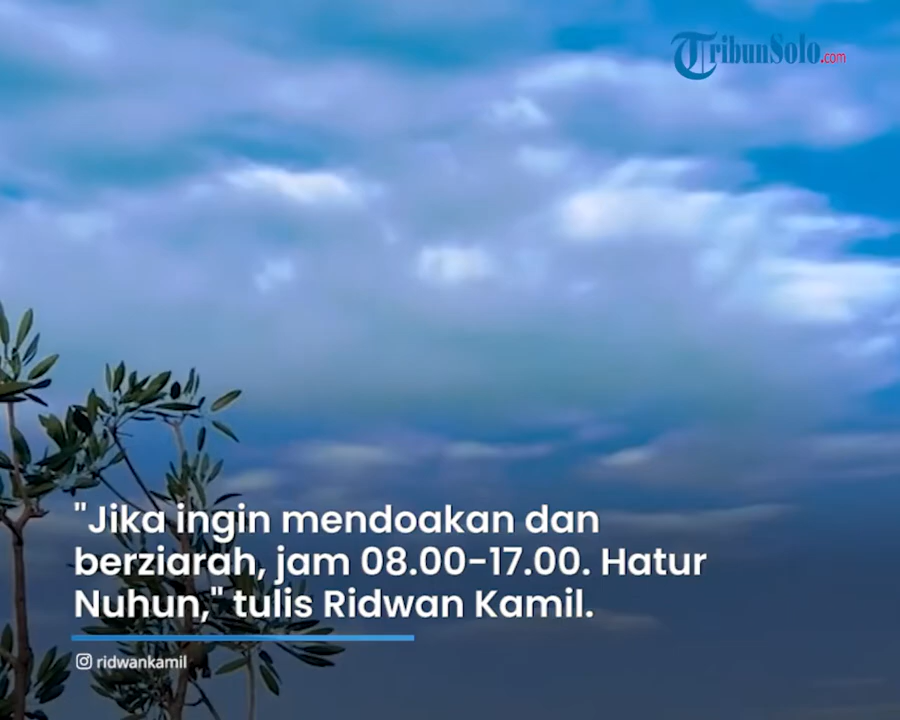 TribunSolo.com
"Jika ingin mendoakan dan
berziarah, jam 08.00-17.00. Hatur
Nuhun," tulis Ridwan Kamil.
ridwankamil